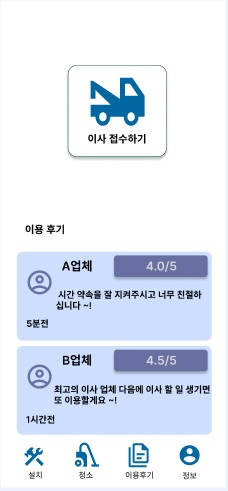 이사 접수하기
이용 후기
A업체
4.0/5
시간 약속을 잘 지켜주시고 너무 친절하
십니다 ~!
5분전
B업체
4.5/5
최고의 이사 업체 다음에 이사 할 일 생기면
또 이용할게요 ~!
1시간전
설치
청소
이용후기
정보